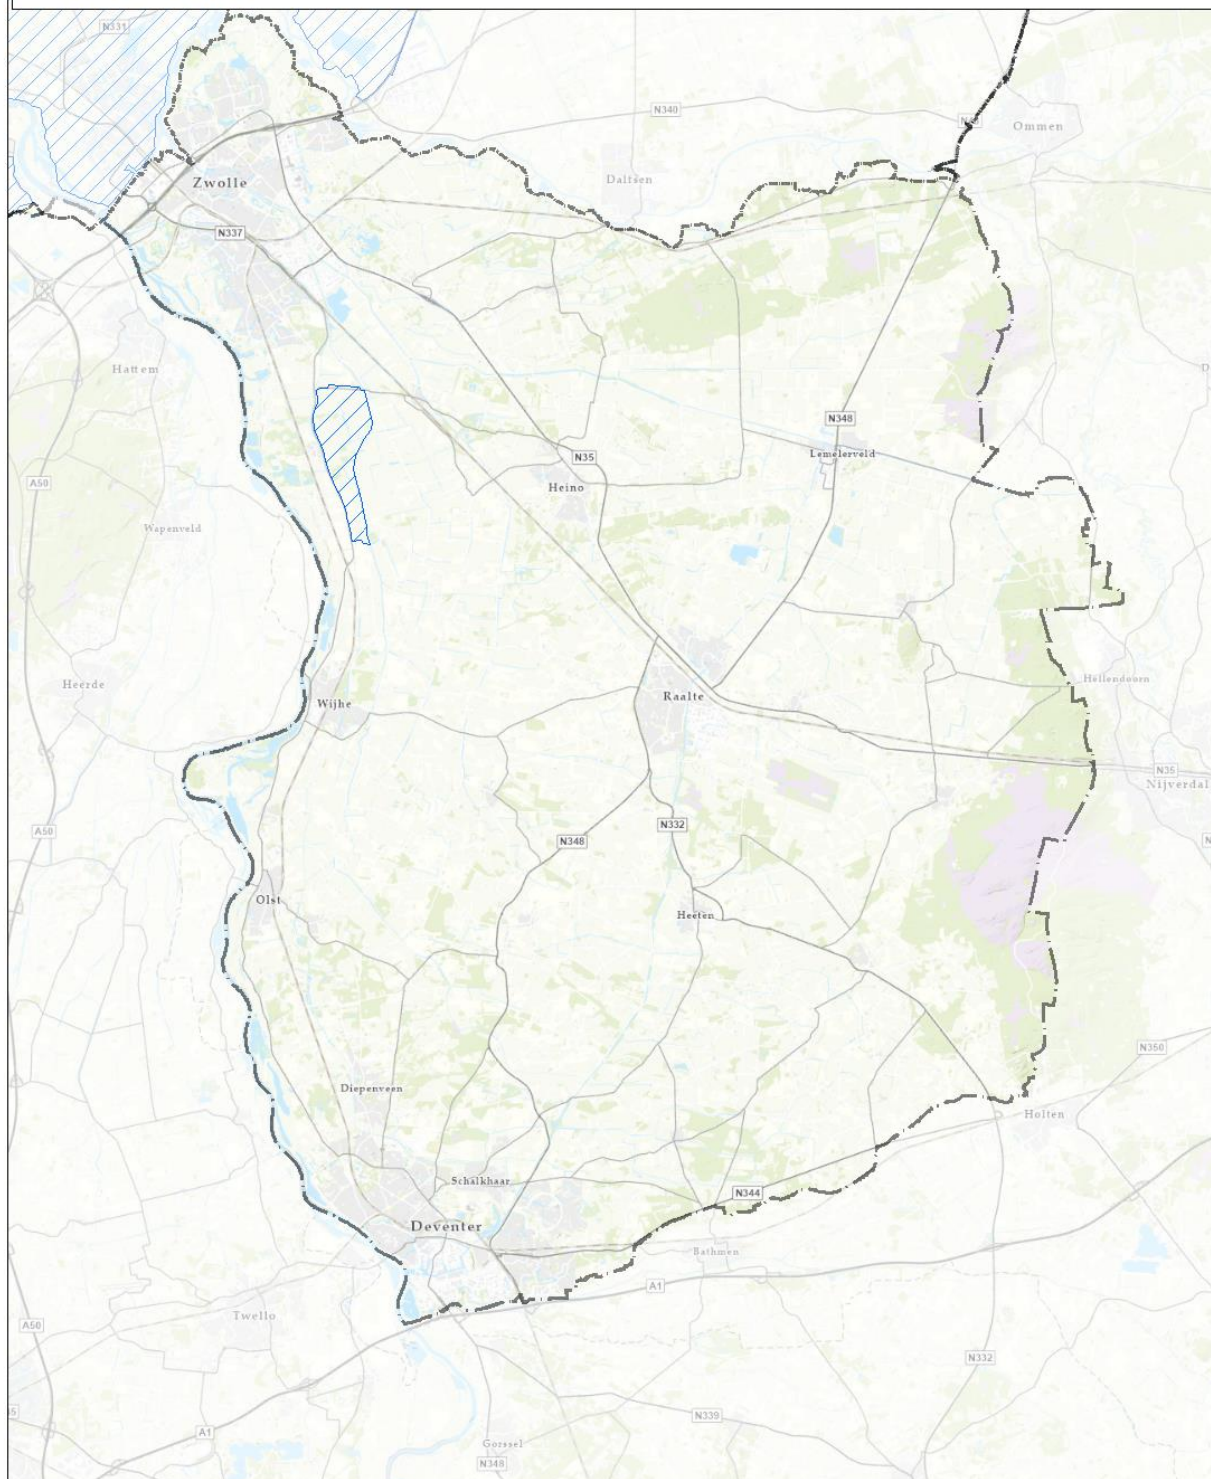 N331
N340
Ommen
Zwolle
Dalfsen
N337
Hattem
N348
Lemelerveld
N35
A50
Heino
Wapenveld
Heerde
Hellendoorn
Raalte
Wijhe
N35
Nijverdal
N332
A50
N348
Olst
Heeten
N350
Diepenveen
Holten
Schalkhaar
N344
Deventer
Bathmen
A1
Twello
A50
N332
N339
A1
Gorssel
N348